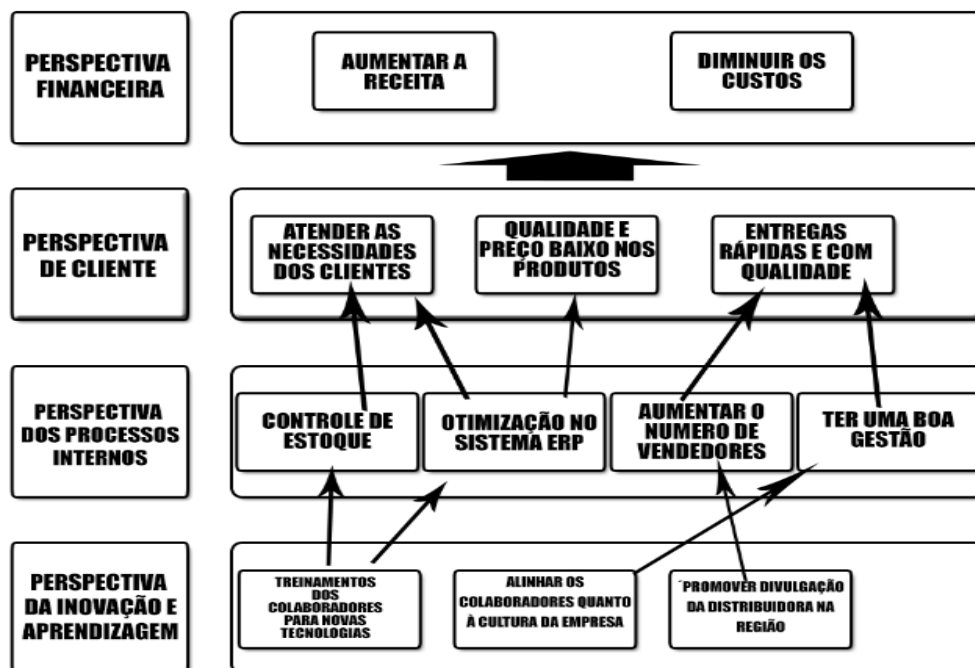 PERSPECTIVA
FINANCEIRA
AUMENTAR A
RECEITA
DIMINUIR OS
CUSTOS
PERSPECTIVA
DE CLIENTE
ATENDER AS
NECESSIDADES
DOS CLIENTES
QUALIDADE E
PREÇO BAIXO NOS
PRODUTOS
ENTREGAS
RÁPIDAS E COM
QUALIDADE
PERSPECTIVA
DOS PROCESSOS
INTERNOS
CONTROLE DE
ESTOQUE
OTIMIZAÇÃO NO
SISTEMA ERP
AUMENTAR O
NUMERO DE
VENDEDORES
TER UMA BOA
GESTÃO
PERSPECTIVA
DA INOVAÇÃO E
APRENDIZAGEM
TREINAMENTOS
DOS
COLABORADORES
PARA NOVAS
TECNOLOGIAS
ALINHAR OS
COLABORADORES QUANTO
À CULTURA DA EMPRESA
´PROMOVER DIVULGAÇÃO
DA DISTRIBUIDORA NA
REGIÃO